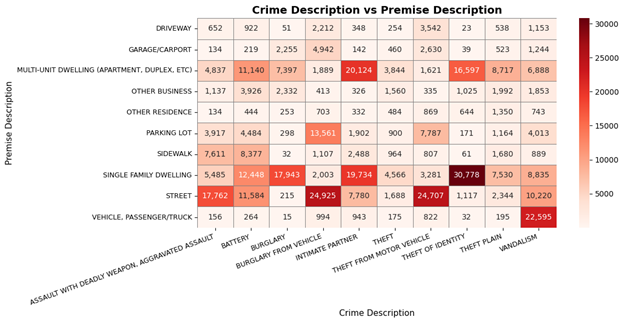 Crime Description vs Premise Description
DRIVEWAY 652 922 51 2,212 348 254 3,542 23 538 1,153
GARAGE/CARPORT 134 219 2,255 4,942 142 460 2,630 39 523 1,244
MULTI-UNIT DWELLING (APARTMENT, DUPLEX, ETC) 4,837 11,140 7,397 1,889 20,124 3,844 1,621 16,597 8,717 6,888
OTHER BUSINESS 1,137 3,926 2,332 413 326 1,560 335 1,025 1,992 1,853
OTHER RESIDENCE 134 444 253 703 332 484 869 644 1,350 743
PARKING LOT 3,917 4,484 298 13,561 1,902 900 7,787 171 1,164 4,013
SIDEWALK 7,611 8,377 32 1,107 2,488 964 807 61 1,680 889
SINGLE FAMILY DWELLING 5,485 12,448 17,943 2,003 19,734 4,566 3,281 30,778 7,530 8,835
STREET 17,762 11,584 215 24,925 7,780 1,688 24,707 1,117 2,344 10,220
VEHICLE, PASSENGER/TRUCK 156 264 15 994 943 175 822 32 195 22,595
Premise Description
ASSAULT WITH DEADLY WEAPON, AGGRAVATED ASSAULT
BATTERY
BURGLARY
BURGLARY FROM VEHICLE
INTIMATE PARTNER
THEFT
THEFT FROM MOTOR VEHICLE
THEFT OF IDENTITY
THEFT PLAIN
VANDALISM
Crime Description
30000
25000
20000
15000
10000
5000